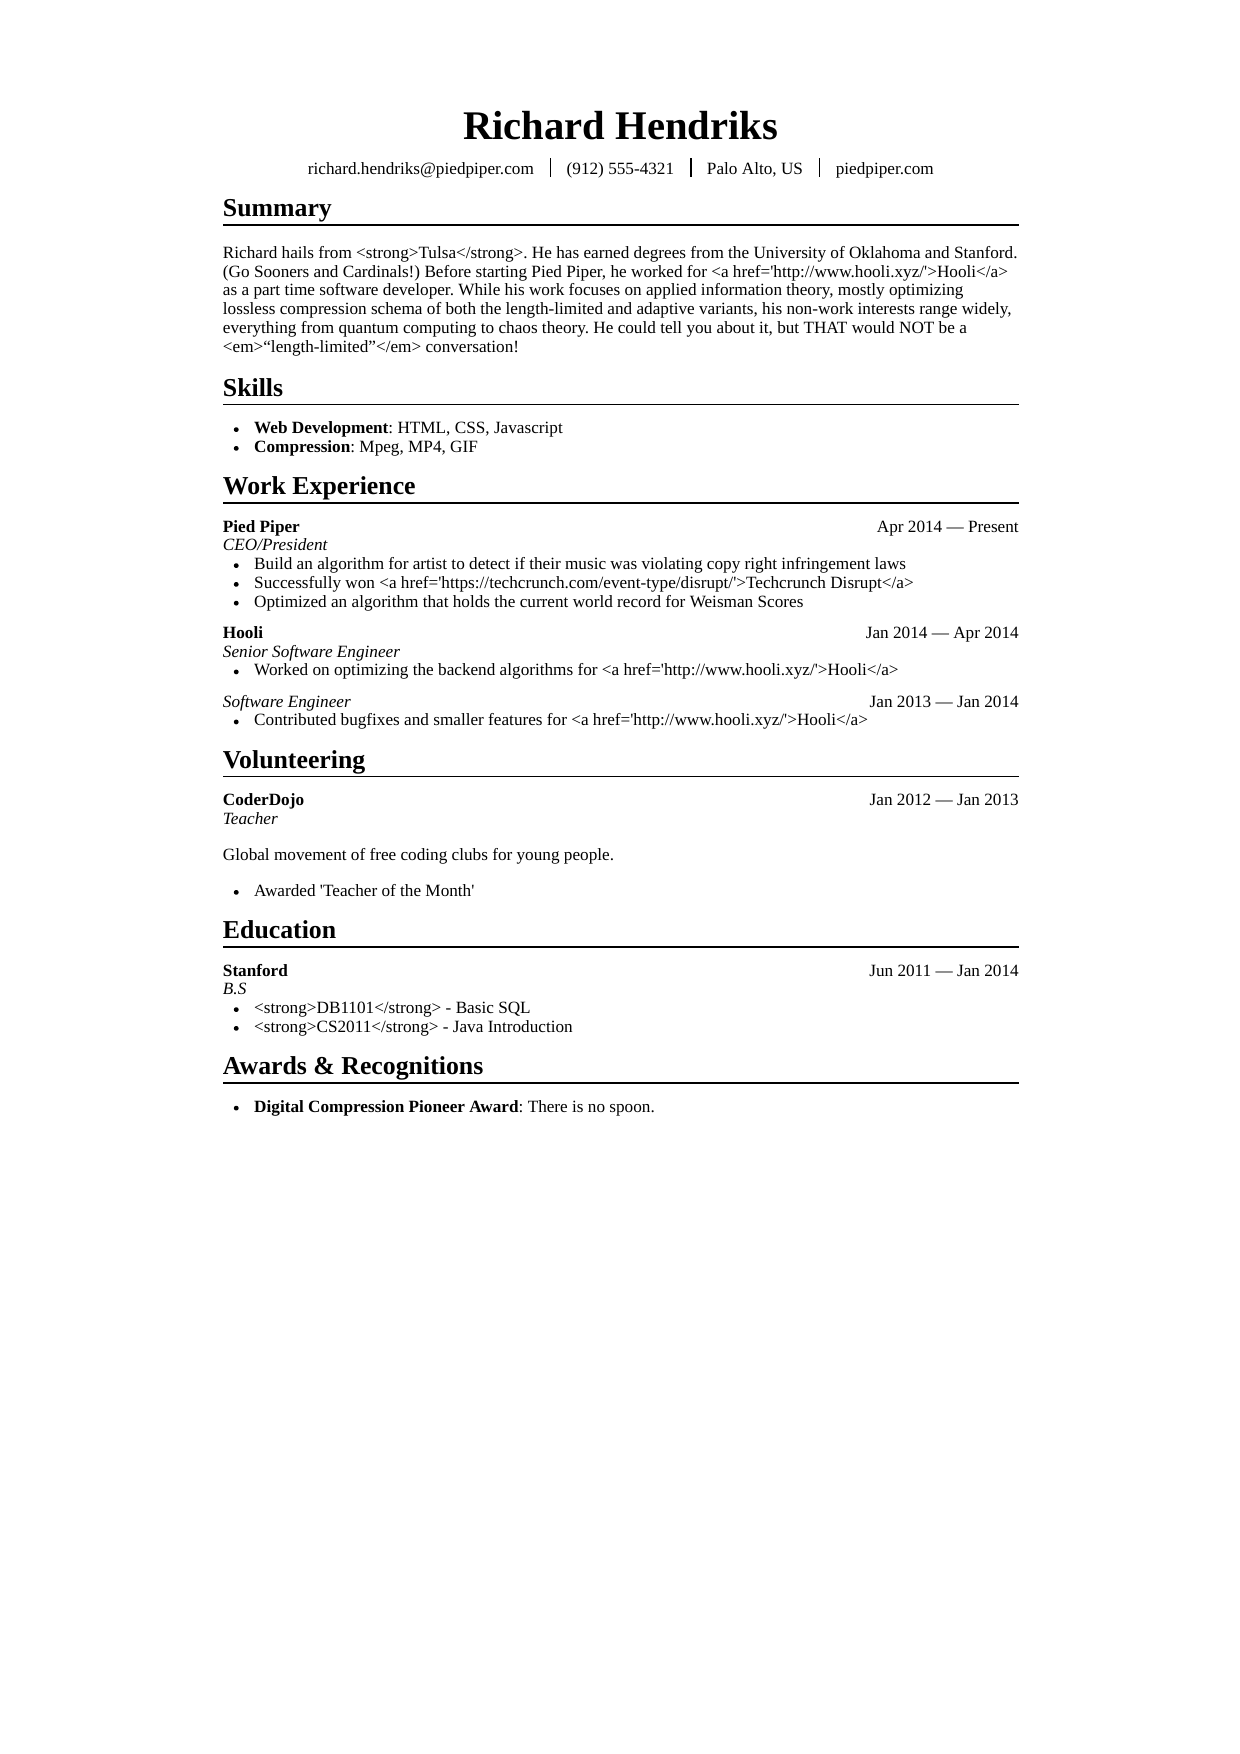 Richard Hendriks
richard.hendriks@piedpiper.com | (912) 555-4321 | Palo Alto, US | piedpiper.com
Summary
Richard hails from <strong>Tulsa</strong>. He has earned degrees from the University of Oklahoma and Stanford.
(Go Sooners and Cardinals!) Before starting Pied Piper, he worked for <a href='http://www.hooli.xyz/'>Hooli</a>
as a part time software developer. While his work focuses on applied information theory, mostly optimizing
lossless compression schema of both the length-limited and adaptive variants, his non-work interests range widely,
everything from quantum computing to chaos theory. He could tell you about it, but THAT would NOT be a
<em>“length-limited”</em> conversation!
Skills
• Web Development: HTML, CSS, Javascript
• Compression: Mpeg, MP4, GIF
Work Experience
Pied Piper Apr 2014 — Present
CEO/President
• Build an algorithm for artist to detect if their music was violating copy right infringement laws
• Successfully won <a href='https://techcrunch.com/event-type/disrupt/'>Techcrunch Disrupt</a>
• Optimized an algorithm that holds the current world record for Weisman Scores
Hooli Jan 2014 — Apr 2014
Senior Software Engineer
• Worked on optimizing the backend algorithms for <a href='http://www.hooli.xyz/'>Hooli</a>
Software Engineer Jan 2013 — Jan 2014
• Contributed bugfixes and smaller features for <a href='http://www.hooli.xyz/'>Hooli</a>
Volunteering
CoderDojo Jan 2012 — Jan 2013
Teacher
Global movement of free coding clubs for young people.
• Awarded 'Teacher of the Month'
Education
Stanford Jun 2011 — Jan 2014
B.S
• <strong>DB1101</strong> - Basic SQL
• <strong>CS2011</strong> - Java Introduction
Awards & Recognitions
• Digital Compression Pioneer Award: There is no spoon.